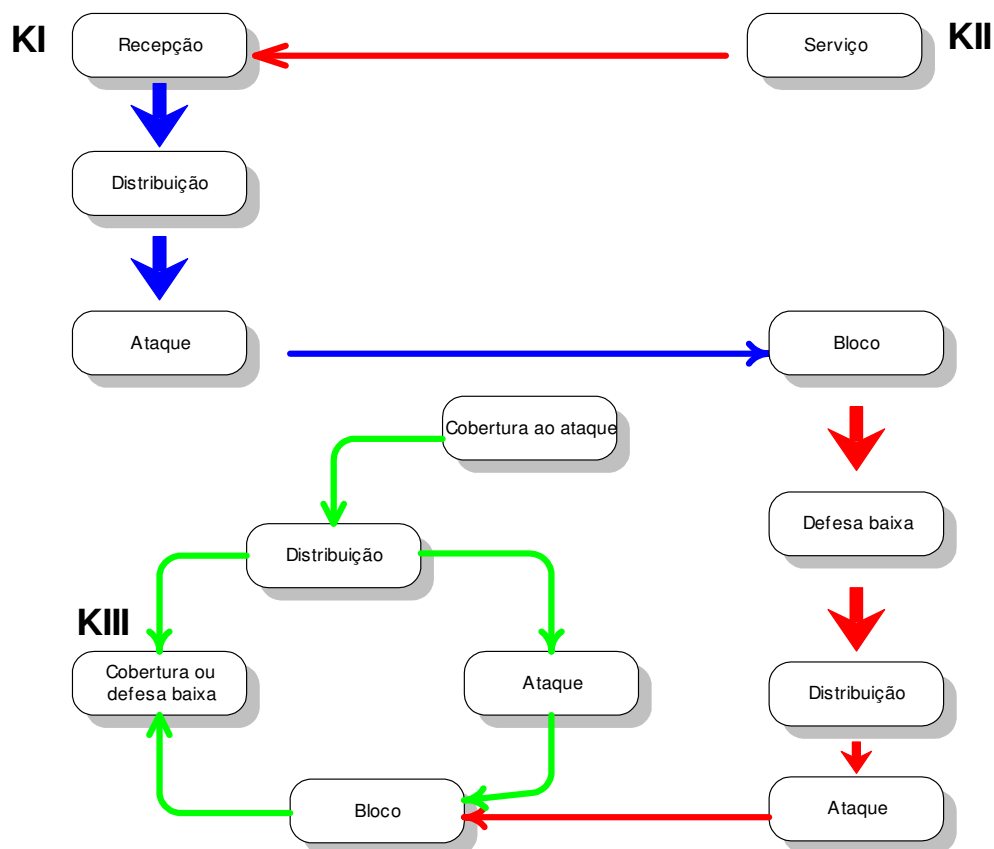 KI
Recepção
Serviço
KII
Distribuição
Ataque
Bloco
Cobertura ao ataque
Defesa baixa
Distribuição
KIII
Cobertura ou
defesa baixa
Ataque
Distribuição
Bloco
Ataque